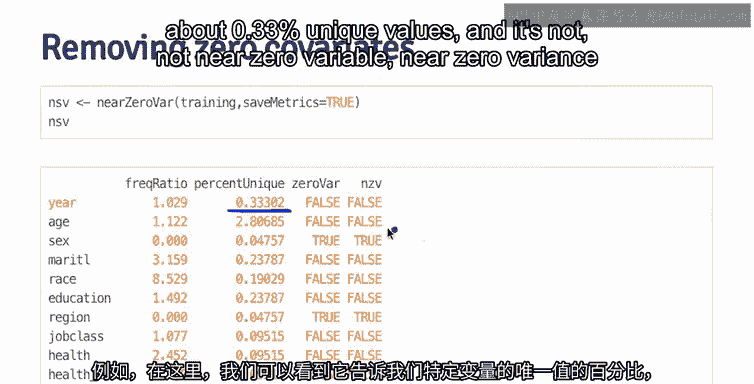 about 0.33% unique values, and it's not,
Removing zero covariates
not near zero variable, near zero variance
nsv <- nearZeroVar(training,saveMetrics=TRUE)
nsv
freqRatio percentUnique zeroVar nzv
year 1.029 0.33302 FALSE FALSE
age 1.122 2.80685 FALSE FALSE
sex 0.000 0.04757 TRUE TRUE
maritl 3.159 0.23787 FALSE FALSE
race 8.529 0.19029 FALSE FALSE
education 1.492 0.23787 FALSE FALSE
region 0.000 0.04757 TRUE TRUE
jobclass 1.077 0.09515 FALSE FALSE
health 2.452 0.09515 FALSE FALSE
health
例如，在这里，我们可以看到它告诉我们特定变量的唯一值的百分比，